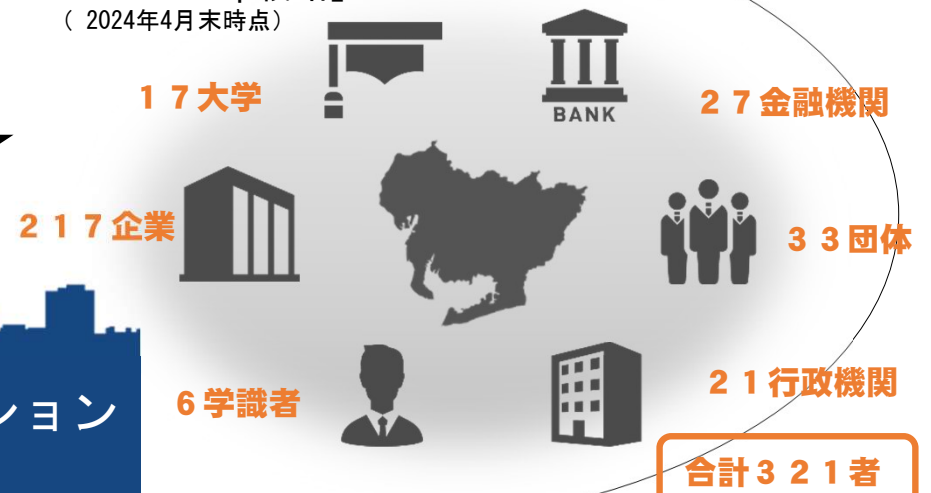 （ 2024年4月末時点）
１７大学
BANK
２７金融機関
２１７企業
３３団体
ション
６学識者
２１行政機関
合計３２１者